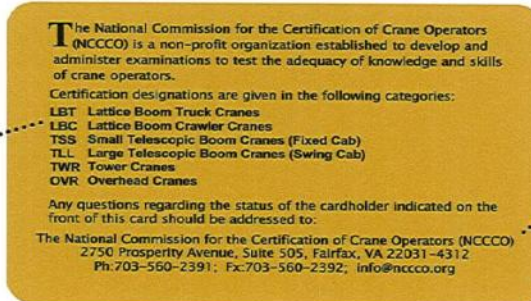 The National Commission for the Certification of Crane Operators
(NCCCO) is a non-profit organization established to develop and
administer examinations to test the adequacy of knowledge and skills
of crane operators.
Certification designations are given in the following categories:
LBT Lattice Boom Truck Cranes
LBC Lattice Boom Crawler Cranes
TSS Small Telescopic Boom Cranes (Fixed Cab)
TLL Large Telescopic Boom Cranes (Swing Cab)
TWR Tower Cranes
OVR Overhead Cranes
Any questions regarding the status of the cardholder indicated on the
front of this card should be addressed to:
The National Commission for the Certification of Crane Operators (NCCCO)
2750 Prosperity Avenue, Suite 505, Fairfax, VA 22031-4312
Ph:703-560-2391; Fx:703-560-2392; info@nccco.org